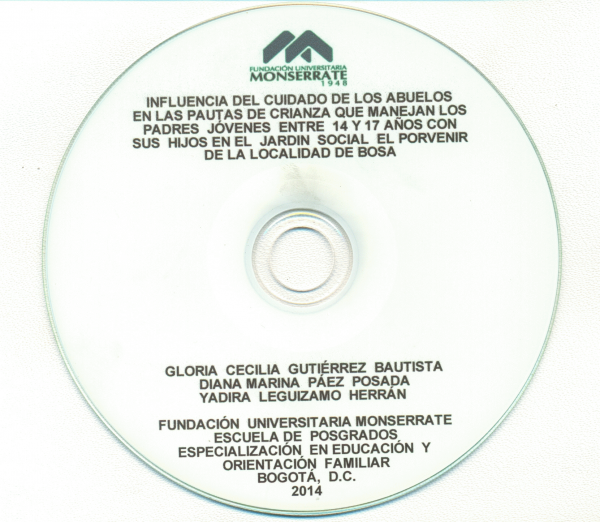 FUNDACIÓN UNIVERSITARIA
MONSERRATE
1948
INFLUENCIA DEL CUIDADO DE LOS ABUELOS
EN LAS PAUTAS DE CRIANZA QUE MANEJAN LOS
PADRES JÓVENES ENTRE 14 Y 17 AÑOS CON
SUS HIJOS EN EL JARDIN SOCIAL EL PORVENIR
DE LA LOCALIDAD DE BOSA
GLORIA CECILIA GUTIÉRREZ BAUTISTA
DIANA MARINA PÁEZ POSADA
YADIRA LEGUIZAMO HERRÁN
FUNDACIÓN UNIVERSITARIA MONSERRATE
ESCUELA DE POSGRADOS
ESPECIALIZACIÓN EN EDUCACIÓN Y
ORIENTACIÓN FAMILIAR
BOGOTÁ, D.C.
2014